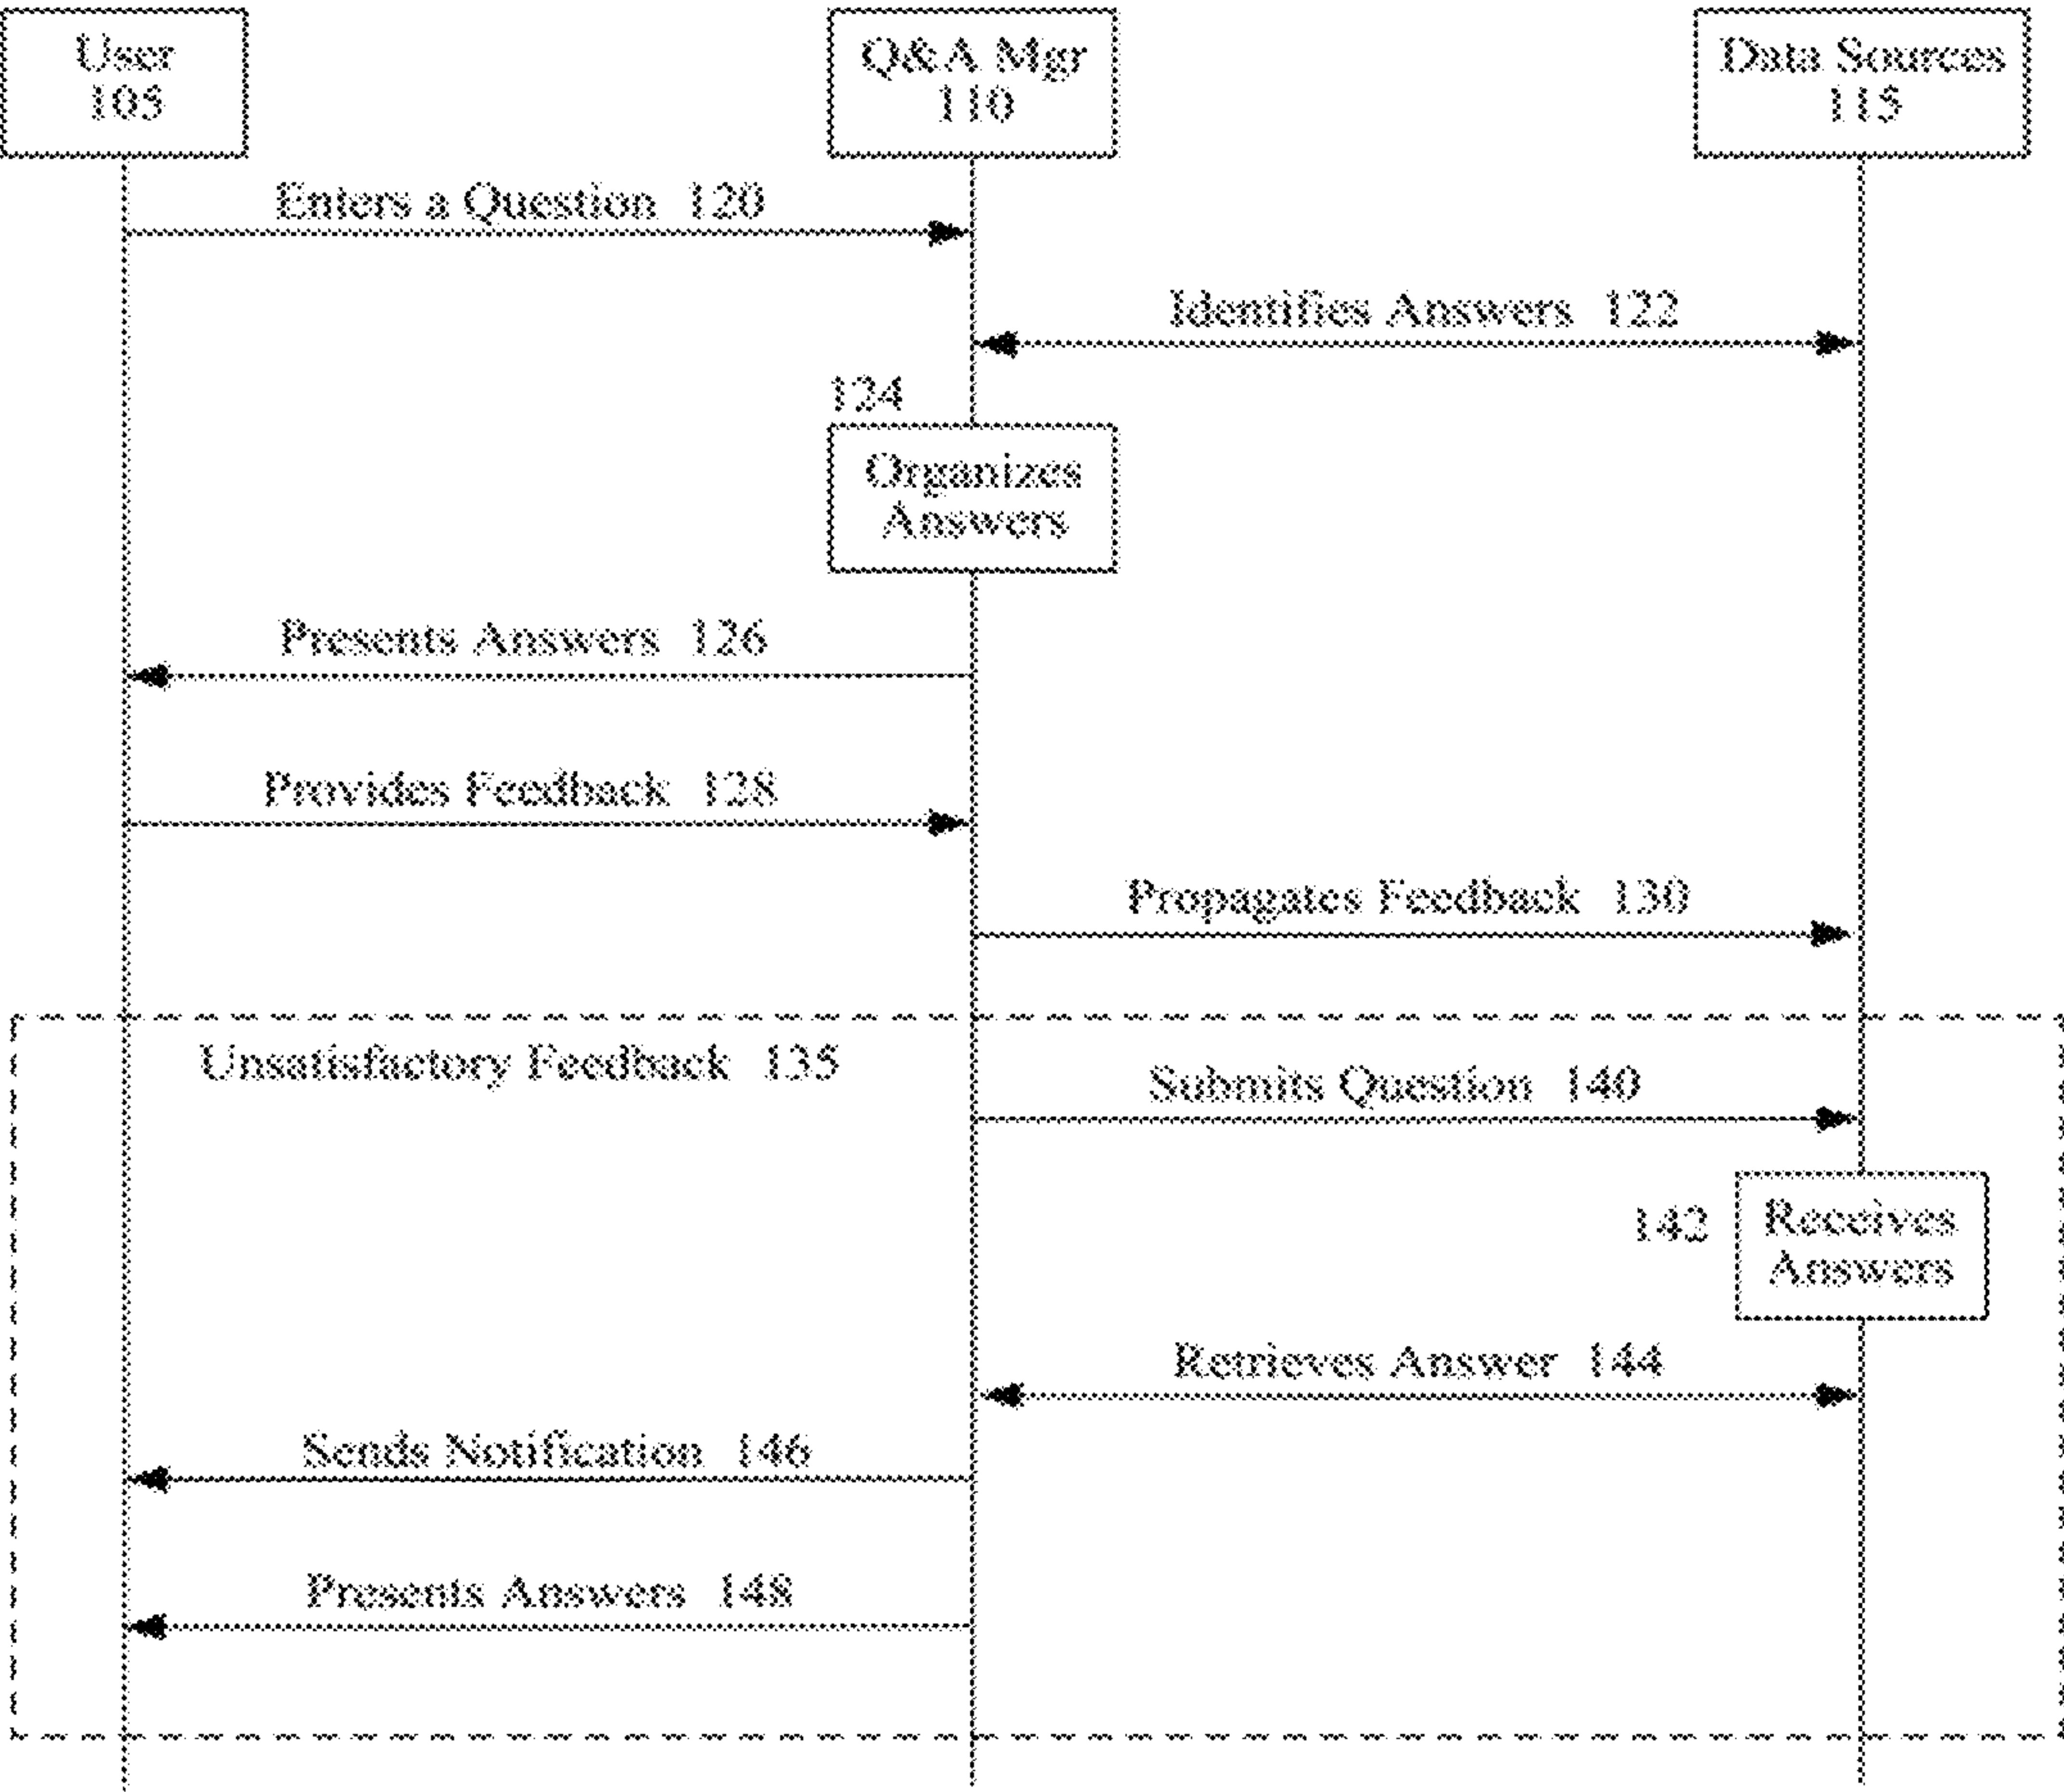 User
105
Q&A Mgr
110
Data Sources
115
Enters a Question 120
Identifies Answers 122
124
Organizes
Answers
Presents Answers 126
Provides Feedback 128
Propagates Feedback 130
Unsatisfactory Feedback 135
Submits Question 140
142
Receives
Answers
Retrieves Answer 144
Sends Notification 146
Presents Answers 148